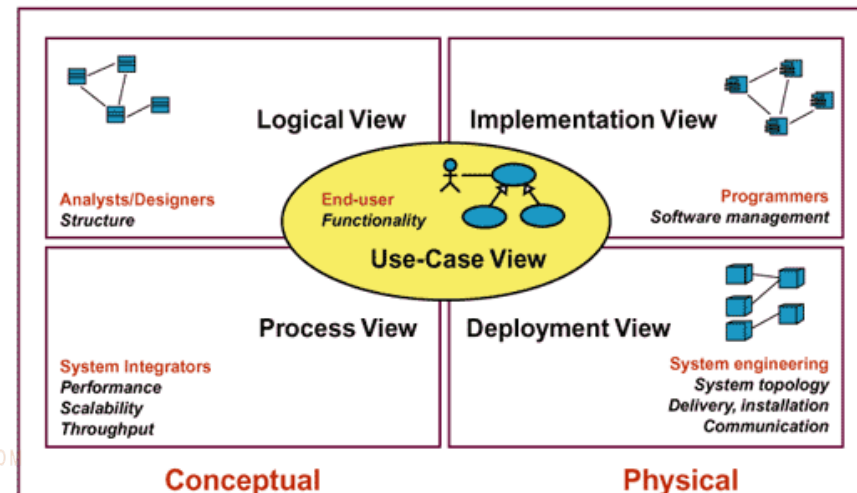 Logical View
Analysts/Designers
Structure
Implementation View
Programmers
Software management
End-user
Functionality
Use-Case View
Process View
System Integrators
Performance
Scalability
Throughput
Deployment View
System engineering
System topology
Delivery, installation
Communication
Conceptual
Physical